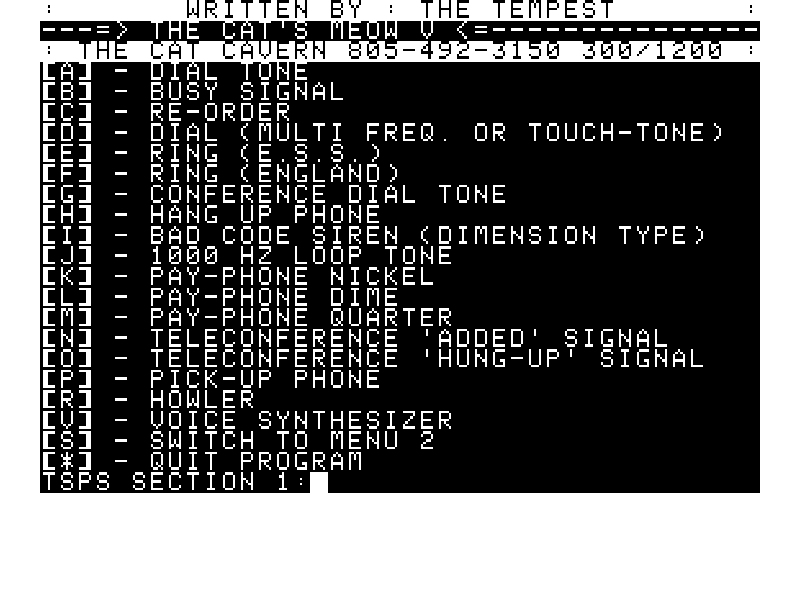 : WRITTEN BY : THE TEMPEST :
---=> THE CAT'S MEOW V <=---------------
: THE CAT CAVERN 805-492-3150 300/1200 :
[A] - DIAL TONE
[B] - BUSY SIGNAL
[C] - RE-ORDER
[D] - DIAL (MULTI FREQ. OR TOUCH-TONE)
[E] - RING (E.S.S.)
[F] - RING (ENGLAND)
[G] - CONFERENCE DIAL TONE
[H] - HANG UP PHONE
[I] - BAD CODE SIREN (DIMENSION TYPE)
[J] - 1000 HZ LOOP TONE
[K] - PAY-PHONE NICKEL
[L] - PAY-PHONE DIME
[M] - PAY-PHONE QUARTER
[N] - TELECONFERENCE 'ADDED' SIGNAL
[O] - TELECONFERENCE 'HUNG-UP' SIGNAL
[P] - PICK-UP PHONE
[R] - HOWLER
[V] - VOICE SYNTHESIZER
[S] - SWITCH TO MENU 2
[*] - QUIT PROGRAM
TSPS SECTION 1: